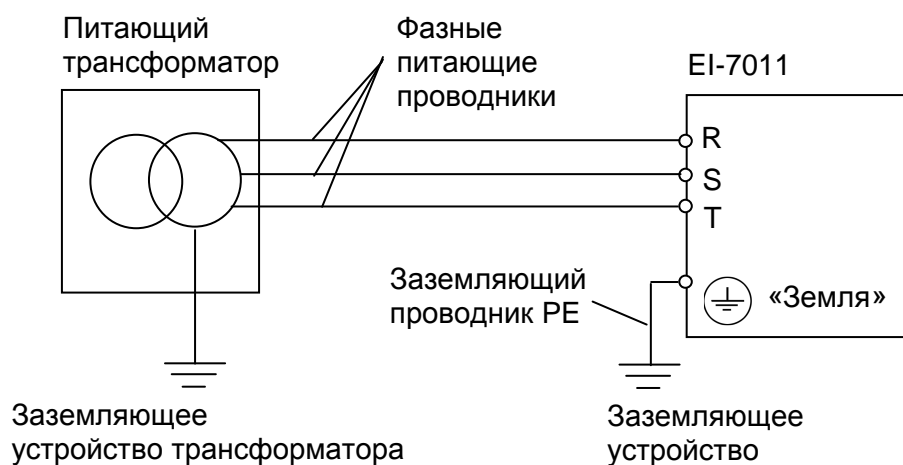 Питающий
трансформатор
Фазные
питающие
проводники
EI-7011
R
S
T
Заземляющий
проводник PE
«Земля»
Заземляющее
устройство трансформатора
Заземляющее
устройство